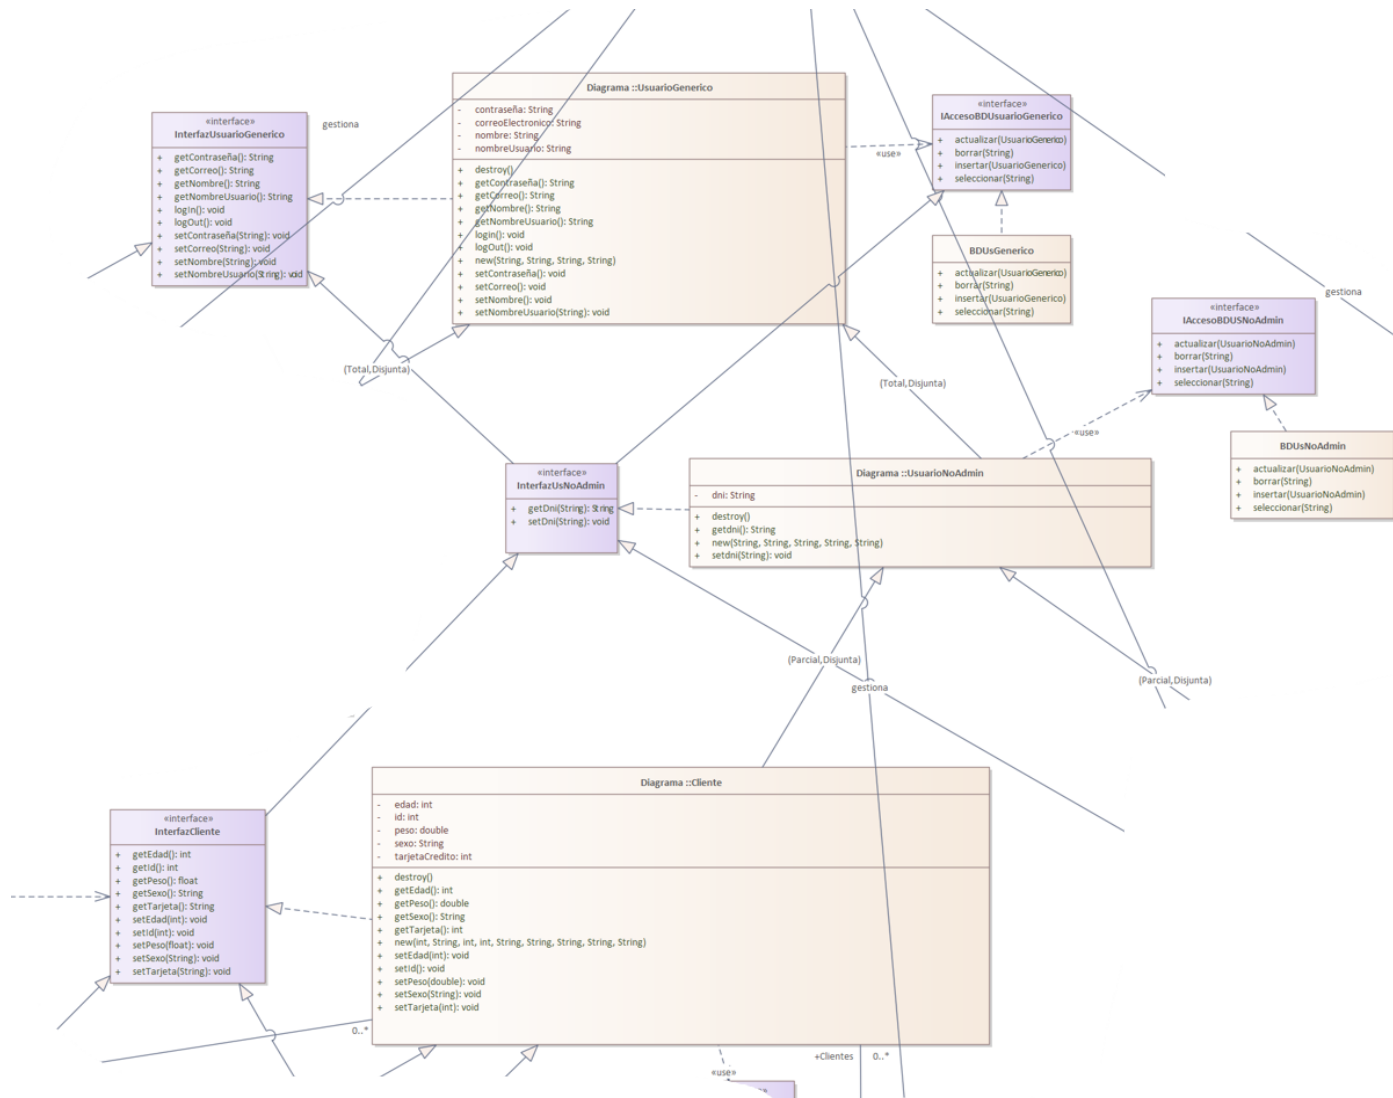 «interface»
InterfazUsuarioGenerico
+ getContraseña(): String
+ getCorreo(): String
+ getNombre(): String
+ getNombreUsuario(): String
+ login(): void
+ logOut(): void
+ setContraseña(String): void
+ setCorreo(String): void
+ setNombre(String): void
+ setNombreUsuario(String): void
gestiona
Diagrama ::UsuarioGenerico
- contraseña: String
- correoElectronico: String
- nombre: String
- nombreUsuario: String
+ destroy()
+ getContraseña(): String
+ getCorreo(): String
+ getNombre(): String
+ getNombreUsuario(): String
+ login(): void
+ logOut(): void
+ new(String, String, String, String)
+ setContraseña(): void
+ setCorreo(): void
+ setNombre(): void
+ setNombreUsuario(String): void
«use»
«interface»
IAccesoBDUsuarioGenerico
+ actualizar(UsuarioGenerico)
+ borrar(String)
+ insertar(UsuarioGenerico)
+ seleccionar(String)
BDUsGenerico
+ actualizar(UsuarioGenerico)
+ borrar(String)
+ insertar(UsuarioGenerico)
+ seleccionar(String)
gestiona
«interface»
IAccesoBDUSNoAdmin
+ actualizar(UsuarioNoAdmin)
+ borrar(String)
+ insertar(UsuarioNoAdmin)
+ seleccionar(String)
(Total,Disjunta)
(Total,Disjunta)
«use»
BDUsNoAdmin
+ actualizar(UsuarioNoAdmin)
+ borrar(String)
+ insertar(UsuarioNoAdmin)
+ seleccionar(String)
«interface»
InterfazUsNoAdmin
+ getDni(String): String
+ setDni(String): void
Diagrama ::UsuarioNoAdmin
- dni: String
+ destroy()
+ getdni(): String
+ new(String, String, String, String, String)
+ setdni(String): void
(Parcial,Disjunta)
gestiona
(Parcial,Disjunta)
«interface»
InterfazCliente
+ getEdad(): int
+ getId(): int
+ getPeso(): float
+ getSexo(): String
+ getTarjeta(): String
+ setEdad(int): void
+ setId(int): void
+ setPeso(float): void
+ setSexo(String): void
+ setTarjeta(String): void
Diagrama ::Cliente
- edad: int
- id: int
- peso: double
- sexo: String
- tarjetaCredito: int
+ destroy()
+ getEdad(): int
+ getPeso(): double
+ getSexo(): String
+ getTarjeta(): int
+ new(int, String, int, int, String, String, String, String, String)
+ setEdad(int): void
+ setId(): void
+ setPeso(double): void
+ setSexo(String): void
+ setTarjeta(int): void
0..*
«use»
+Clientes
0..*